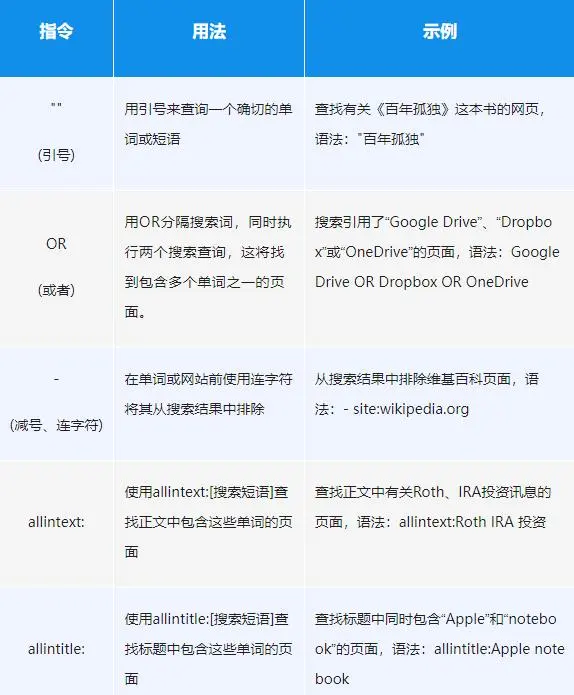 指令
用法
示例
""
(引号)
用引号来查询一个确切的单
词或短语
查找有关《百年孤独》这本书的网页，
语法："百年孤独"
OR
(或者)
用OR分隔搜索词，同时执
行两个搜索查询，这将找
到包含多个单词之一的页
面。
搜索引用了“Google Drive”、“Dropbo
x”或“OneDrive”的页面，语法：Google
Drive OR Dropbox OR OneDrive
-
(减号、连字符)
在单词或网站前使用连字符
将其从搜索结果中排除
从搜索结果中排除维基百科页面，语
法：- site:wikipedia.org
allintext:
使用allintext:[搜索短语]查
找正文中包含这些单词的页
面
查找正文中有关Roth、IRA投资讯息的
页面，语法：allintext:Roth IRA 投资
allintitle:
使用allintitle:[搜索短语]查
找标题中包含这些单词的页
面
查找标题中同时包含“Apple”和“notebo
ok”的页面，语法：allintitle:Apple note
book